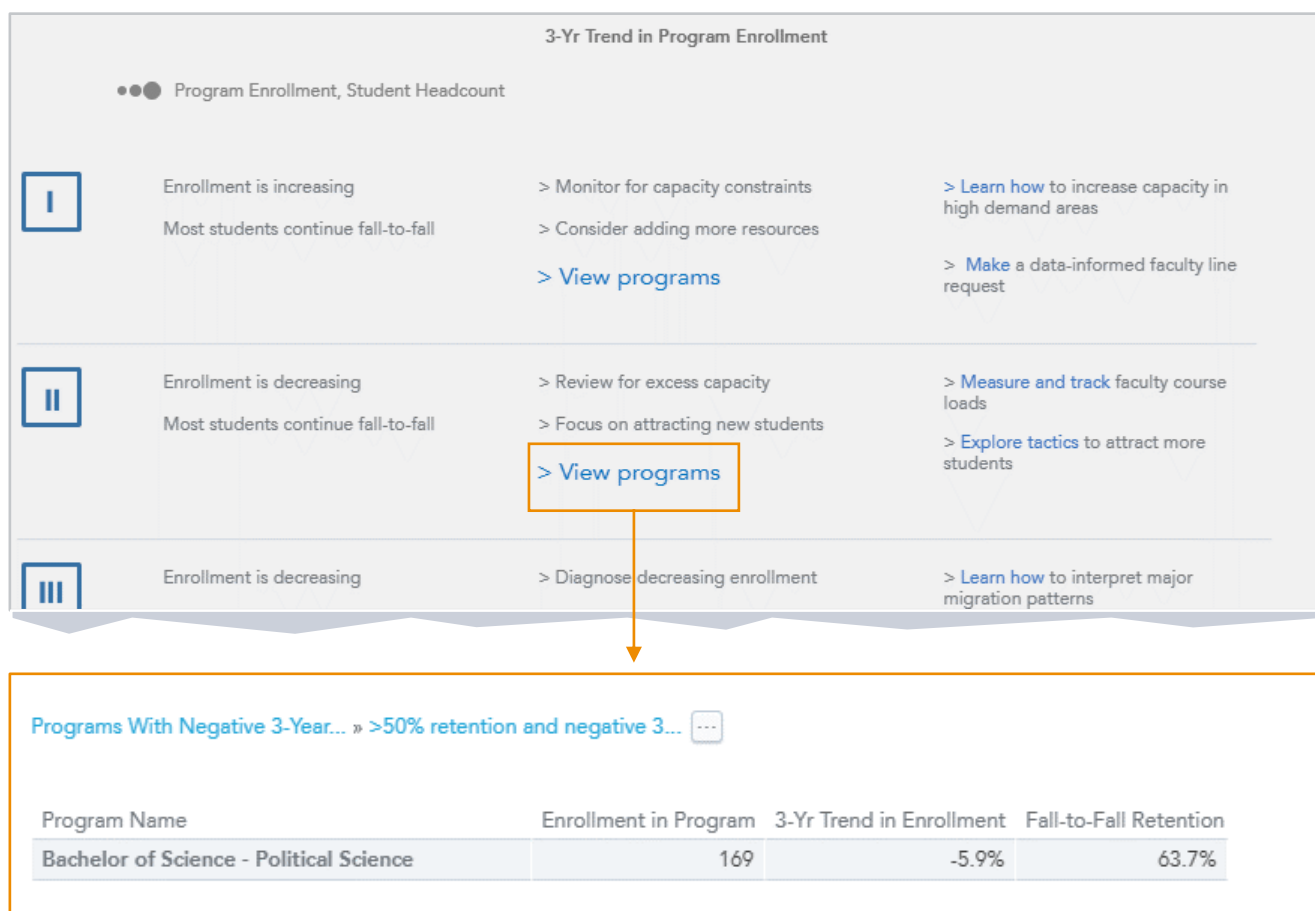 3-Yr Trend in Program Enrollment
Program Enrollment, Student Headcount
I
Enrollment is increasing
Most students continue fall-to-fall
> Monitor for capacity constraints
> Consider adding more resources
> View programs
> Learn how to increase capacity in
high demand areas
> Make a data-informed faculty line
request
II
Enrollment is decreasing
Most students continue fall-to-fall
> Review for excess capacity
> Focus on attracting new students
> View programs
> Measure and track faculty course
loads
> Explore tactics to attract more
students
III
Enrollment is decreasing
> Diagnose decreasing enrollment
> Learn how to interpret major
migration patterns
Programs With Negative 3-Year... » >50% retention and negative 3... ...
Program Name Enrollment in Program 3-Yr Trend in Enrollment Fall-to-Fall Retention
Bachelor of Science - Political Science 169 -5.9% 63.7%